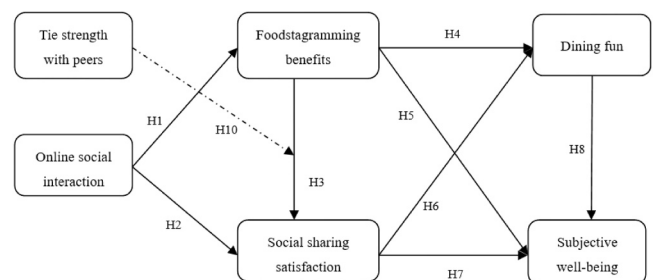 Tie strength
with peers
Foodstagramming
benefits
H4
Dining fun
H1
H10
H5
H8
Online social
interaction
H3
H6
H2
Social sharing
satisfaction
H7
Subjective
well-being